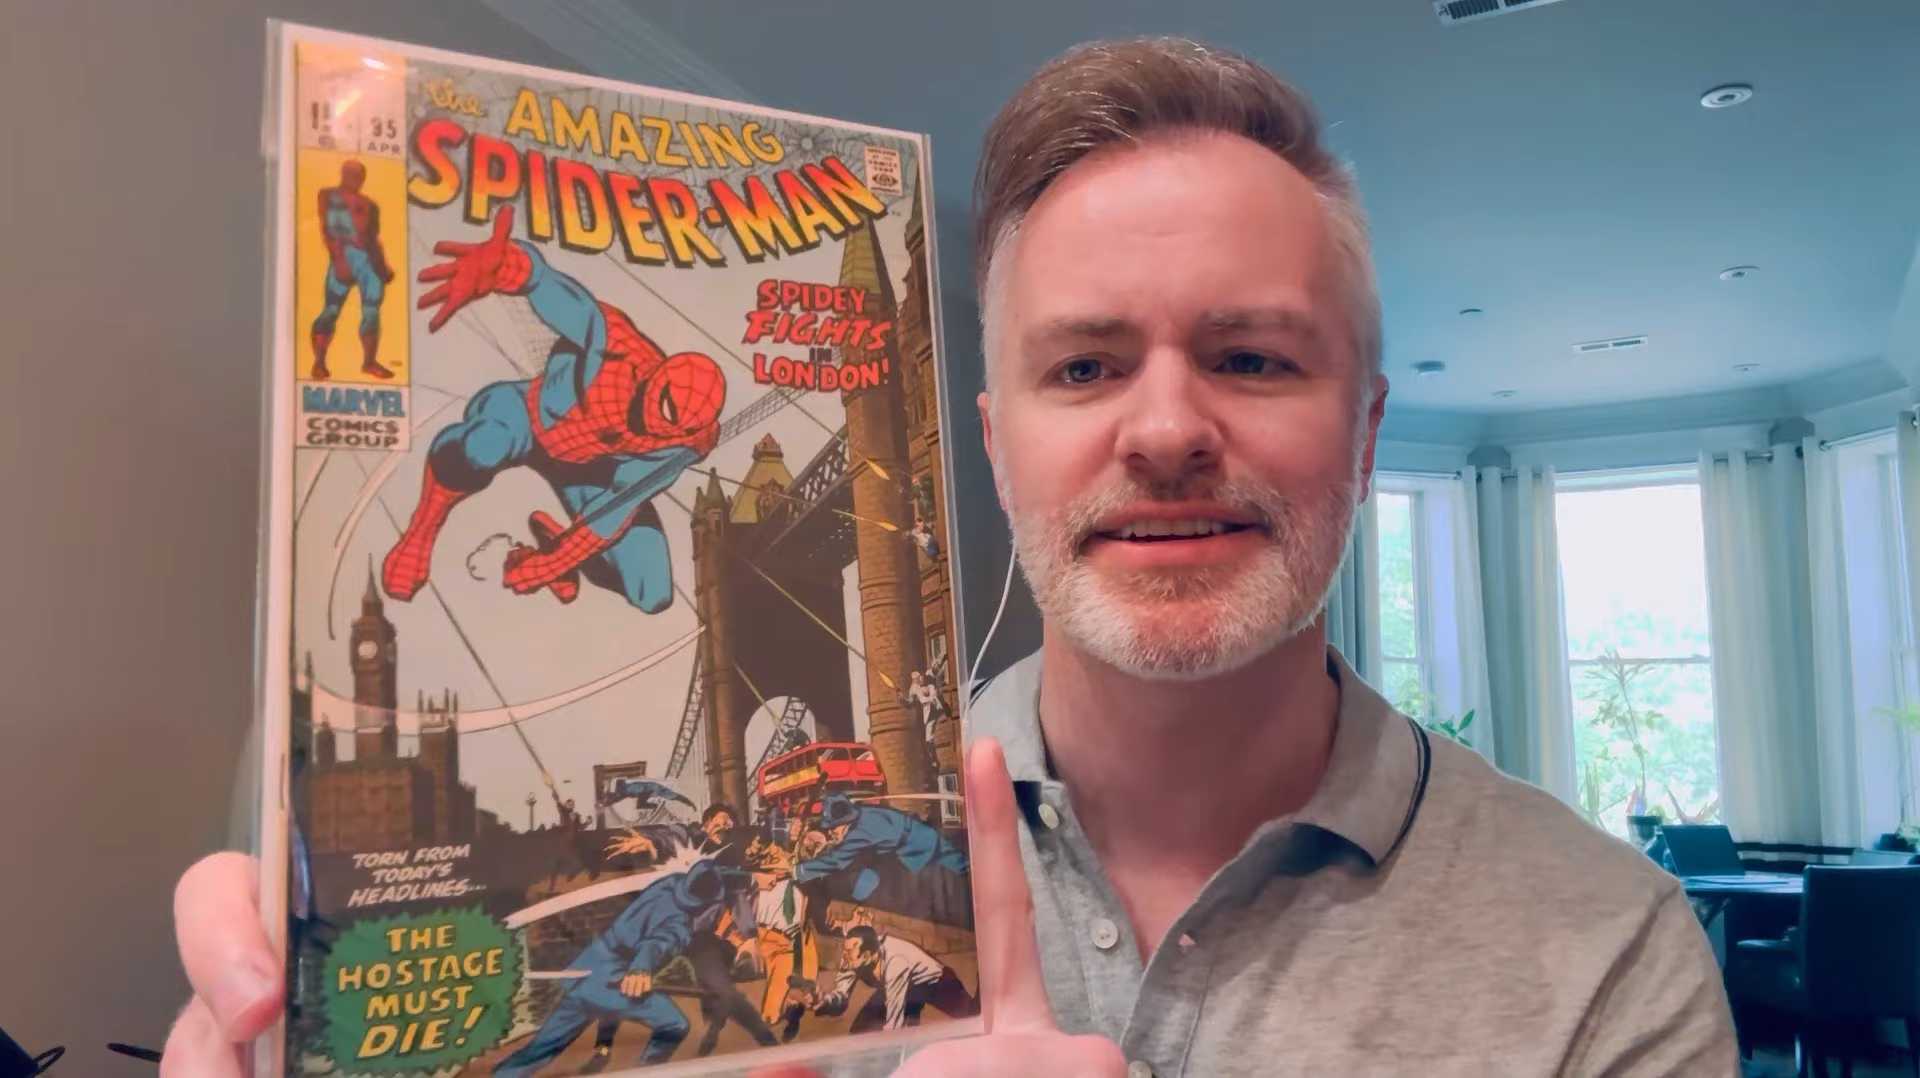 the
AMAZING
SPIDER-MAN
95
APR
MARVEL
COMICS
GROUP
SPIDEY
FIGHTS
IN
LONDON!
TORN FROM
TODAY'S
HEADLINES...
THE
HOSTAGE
MUST
DIE!